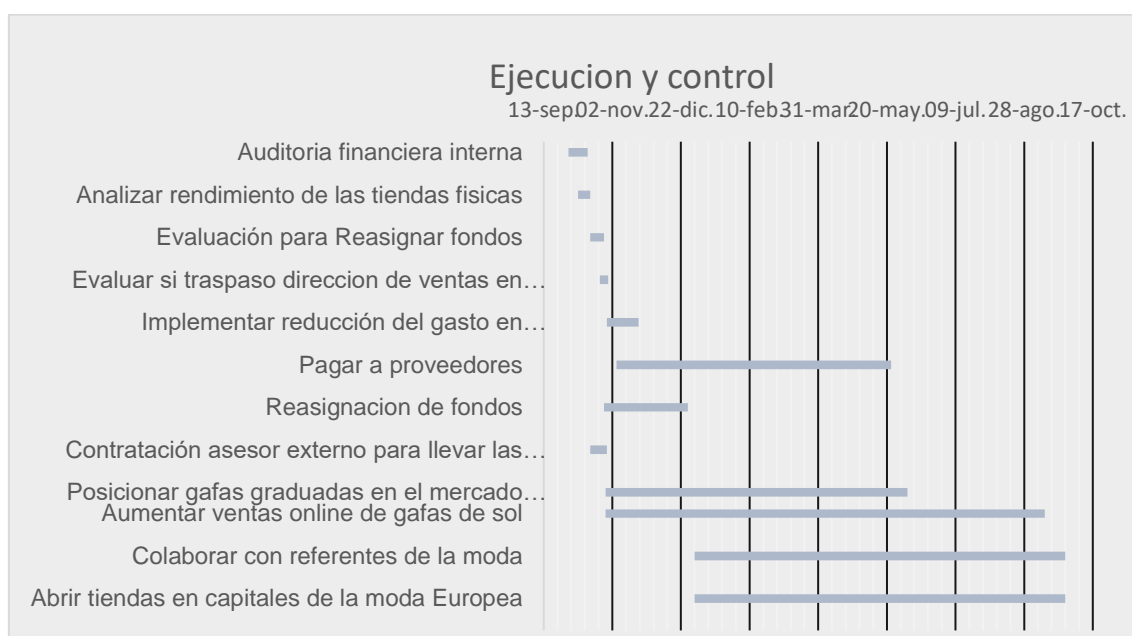 Ejecucion y control
13-sep.02-nov.22-dic.10-feb31-mar20-may.09-jul.28-ago.17-oct.
Auditoria financiera interna
Analizar rendimiento de las tiendas fisicas
Evaluación para Reasignar fondos
Evaluar si traspaso direccion de ventas en…
Implementar reducción del gasto en…
Pagar a proveedores
Reasignacion de fondos
Contratación asesor externo para llevar las…
Posicionar gafas graduadas en el mercado…
Aumentar ventas online de gafas de sol
Colaborar con referentes de la moda
Abrir tiendas en capitales de la moda Europea